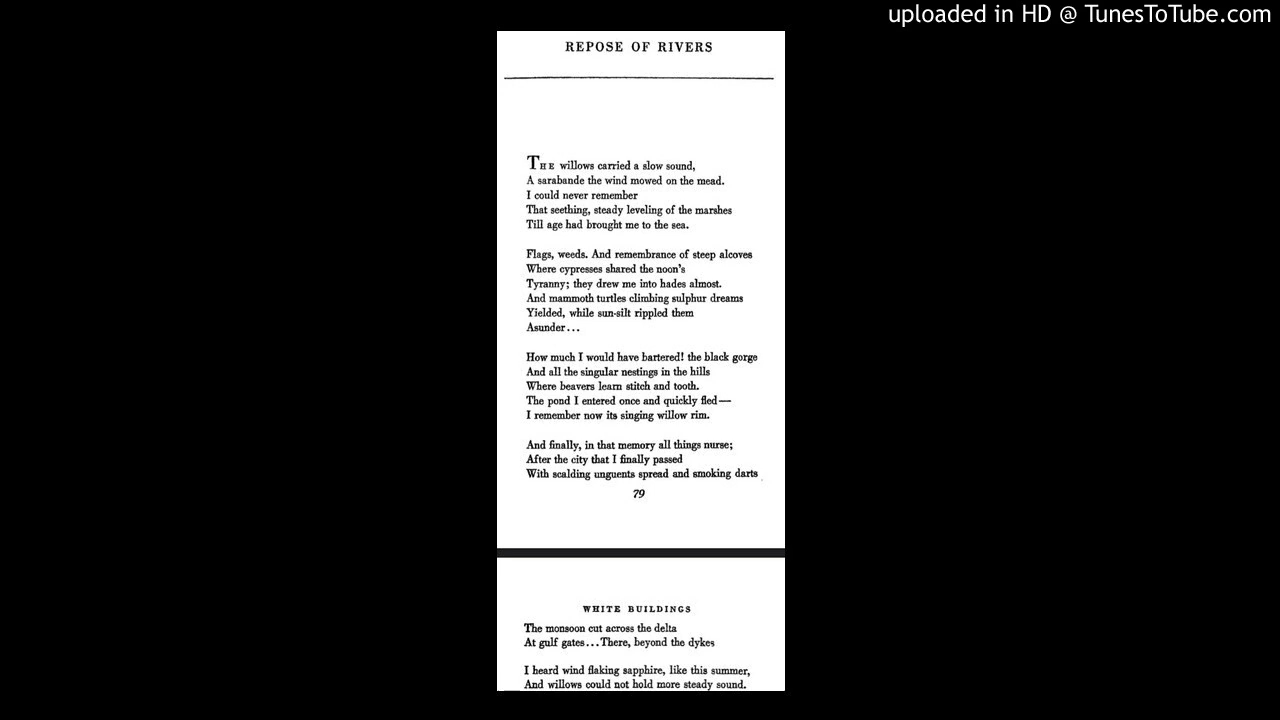 uploaded in HD @ TunesToTube.com
REPOSE OF RIVERS
THE willows carried a slow sound,
A sarabande the wind mowed on the mead.
I could never remember
That seething, steady leveling of the marshes
Till age had brought me to the sea.
Flags, weeds. And remembrance of steep alcoves
Where cypresses shared the noon's
Tyranny; they drew me into hades almost.
And mammoth turtles climbing sulphur dreams
Yielded, while sun-silt rippled them
Asunder...
How much I would have bartered! the black gorge
And all the singular nestings in the hills
Where beavers learn stitch and tooth.
The pond I entered once and quickly fled—
I remember now its singing willow rim.
And finally, in that memory all things nurse;
After the city that I finally passed
With scalding unguents spread and smoking darts
79
WHITE BUILDINGS
The monsoon cut across the delta
At gulf gates...There, beyond the dykes
I heard wind flaking sapphire, like this summer,
And willows could not hold more steady sound.